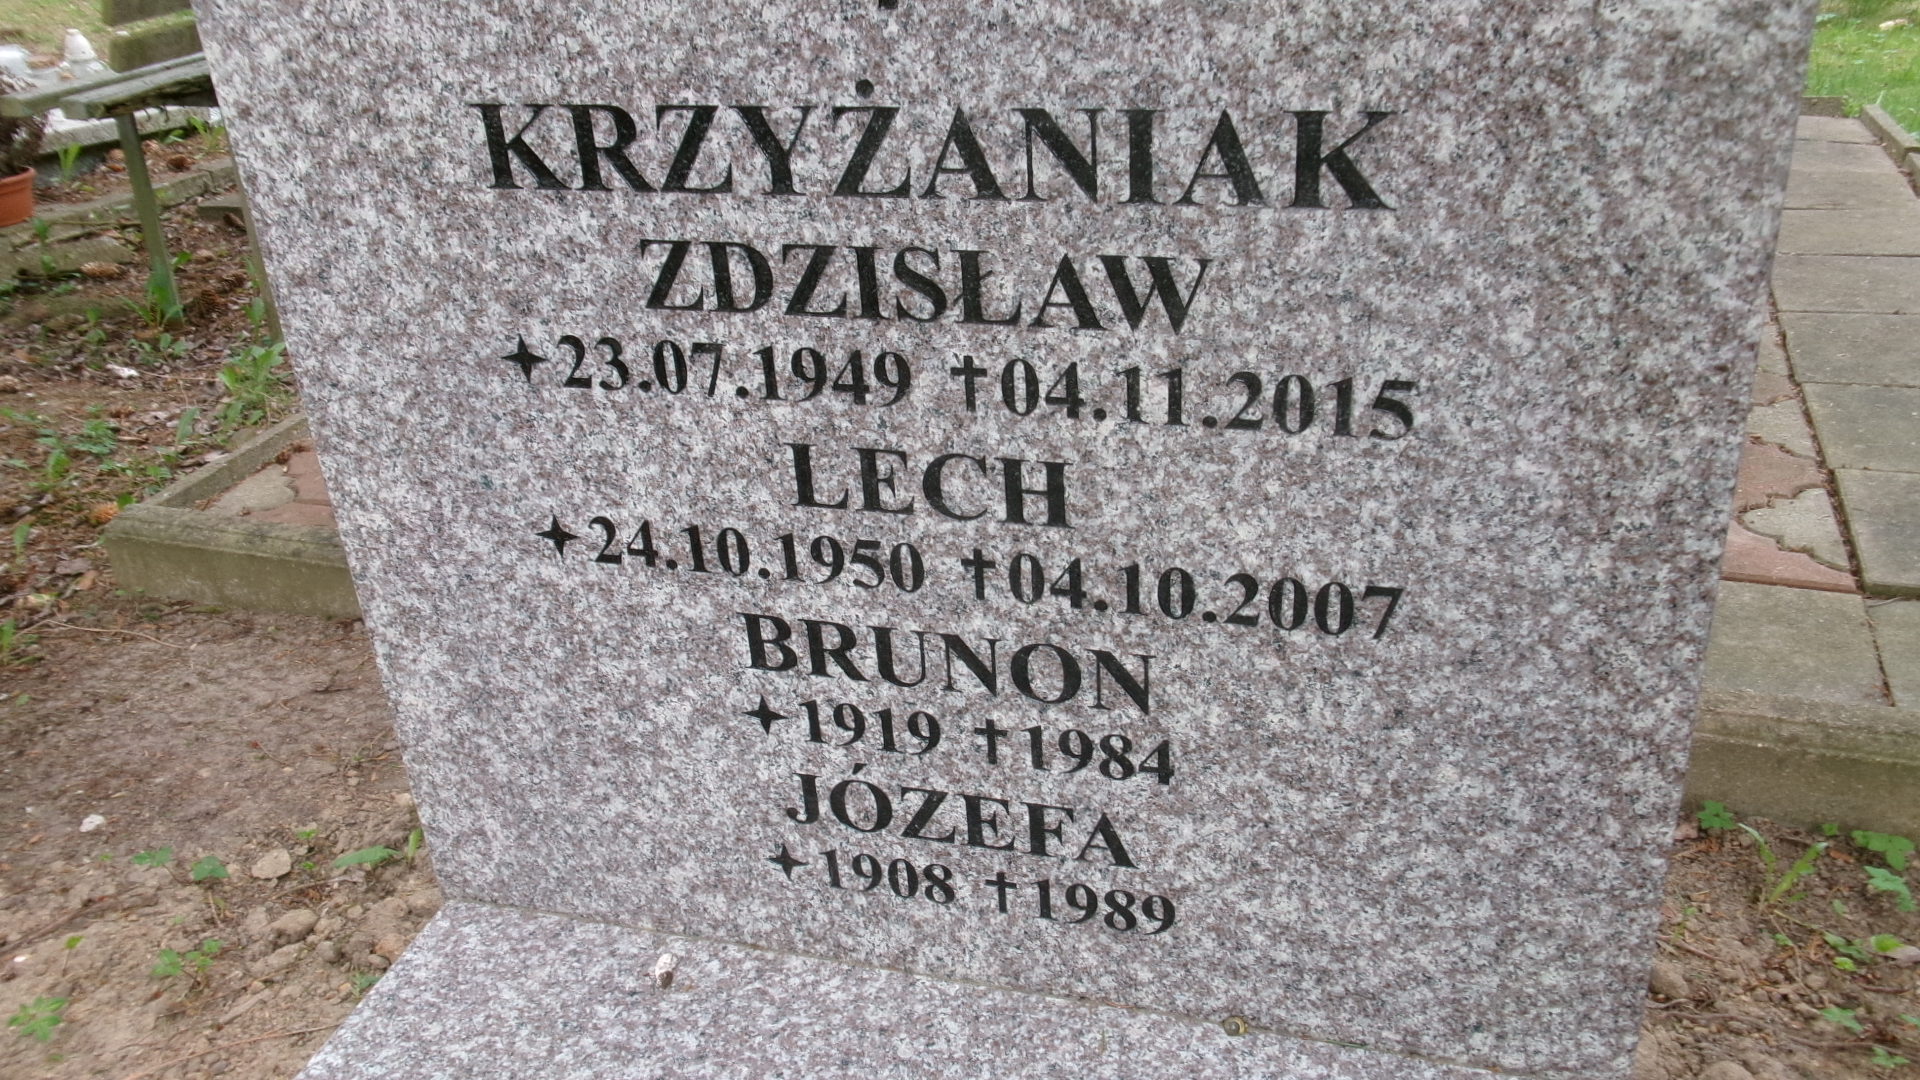 KRZYŻANIAK
ZDZISŁAW
✦23.07.1949 †04.11.2015
LECH
✦24.10.1950 †04.10.2007
BRUNON
✦1919 †1984
JÓZEFA
✦1908 †1989